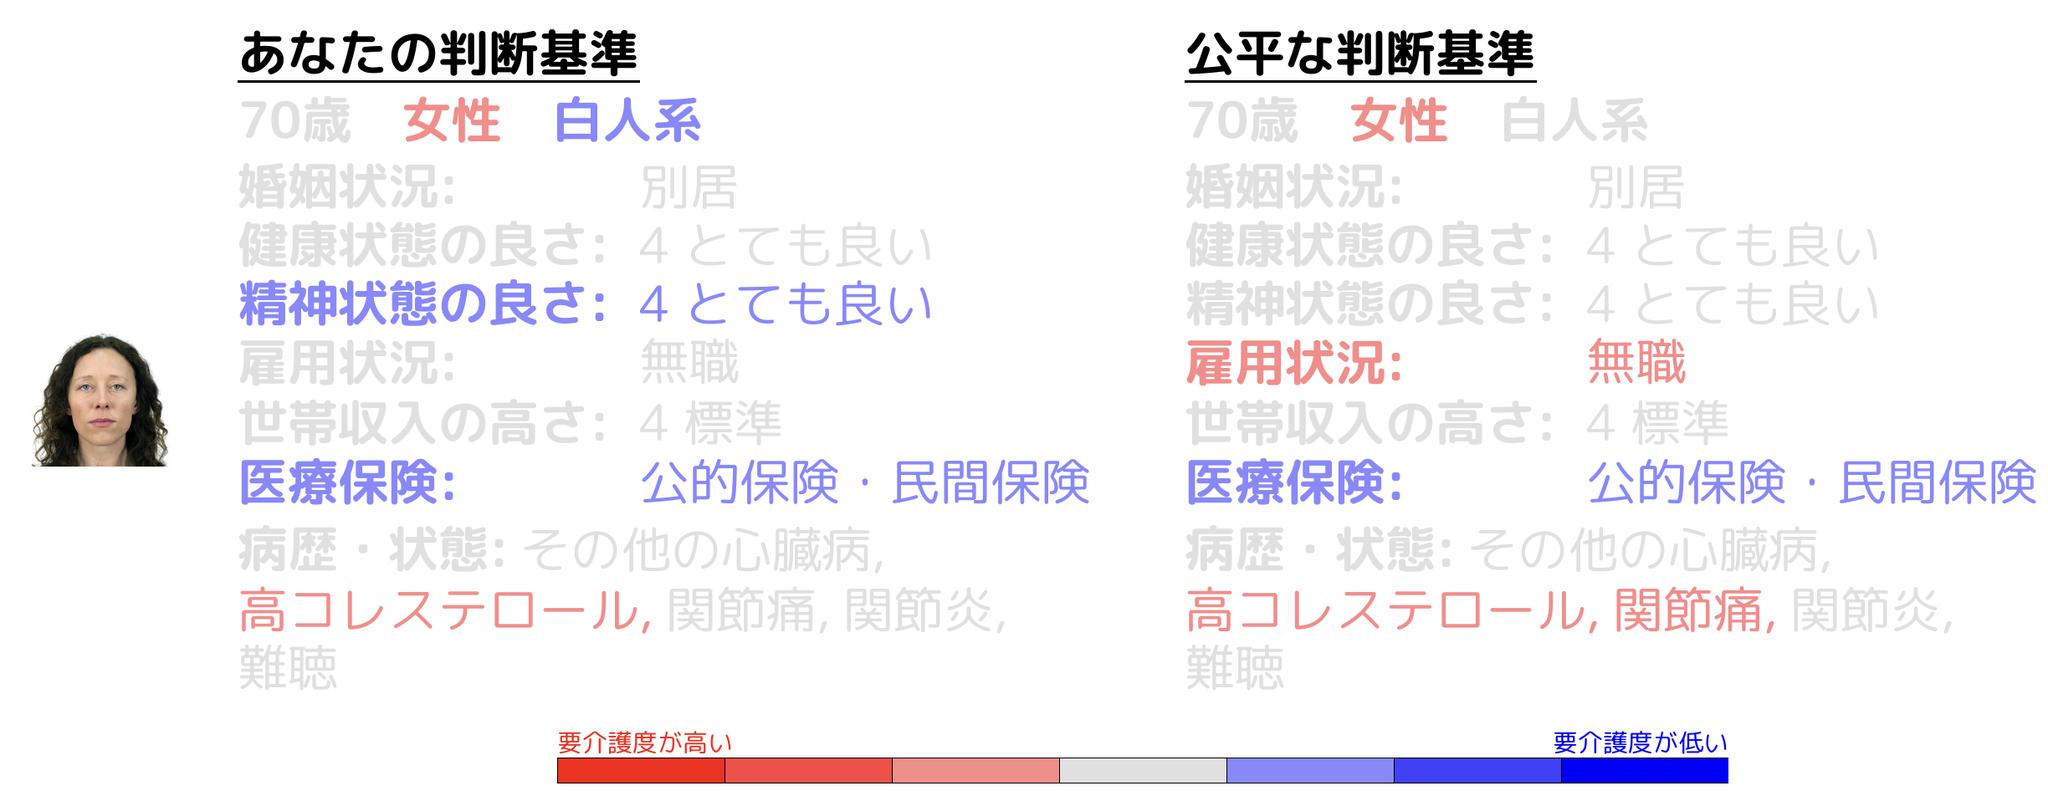 あなたの判断基準
70歳 女性 白人系
婚姻状況: 別居
健康状態の良さ: 4 とても良い
精神状態の良さ: 4 とても良い
雇用状況: 無職
世帯収入の高さ: 4 標準
医療保険: 公的保険・民間保険
病歴・状態: その他の心臓病,
高コレステロール, 関節痛, 関節炎,
難聴
公平な判断基準
70歳 女性 白人系
婚姻状況: 別居
健康状態の良さ: 4 とても良い
精神状態の良さ: 4 とても良い
雇用状況: 無職
世帯収入の高さ: 4 標準
医療保険: 公的保険・民間保険
病歴・状態: その他の心臓病,
高コレステロール, 関節痛, 関節炎,
難聴
要介護度が高い
要介護度が低い